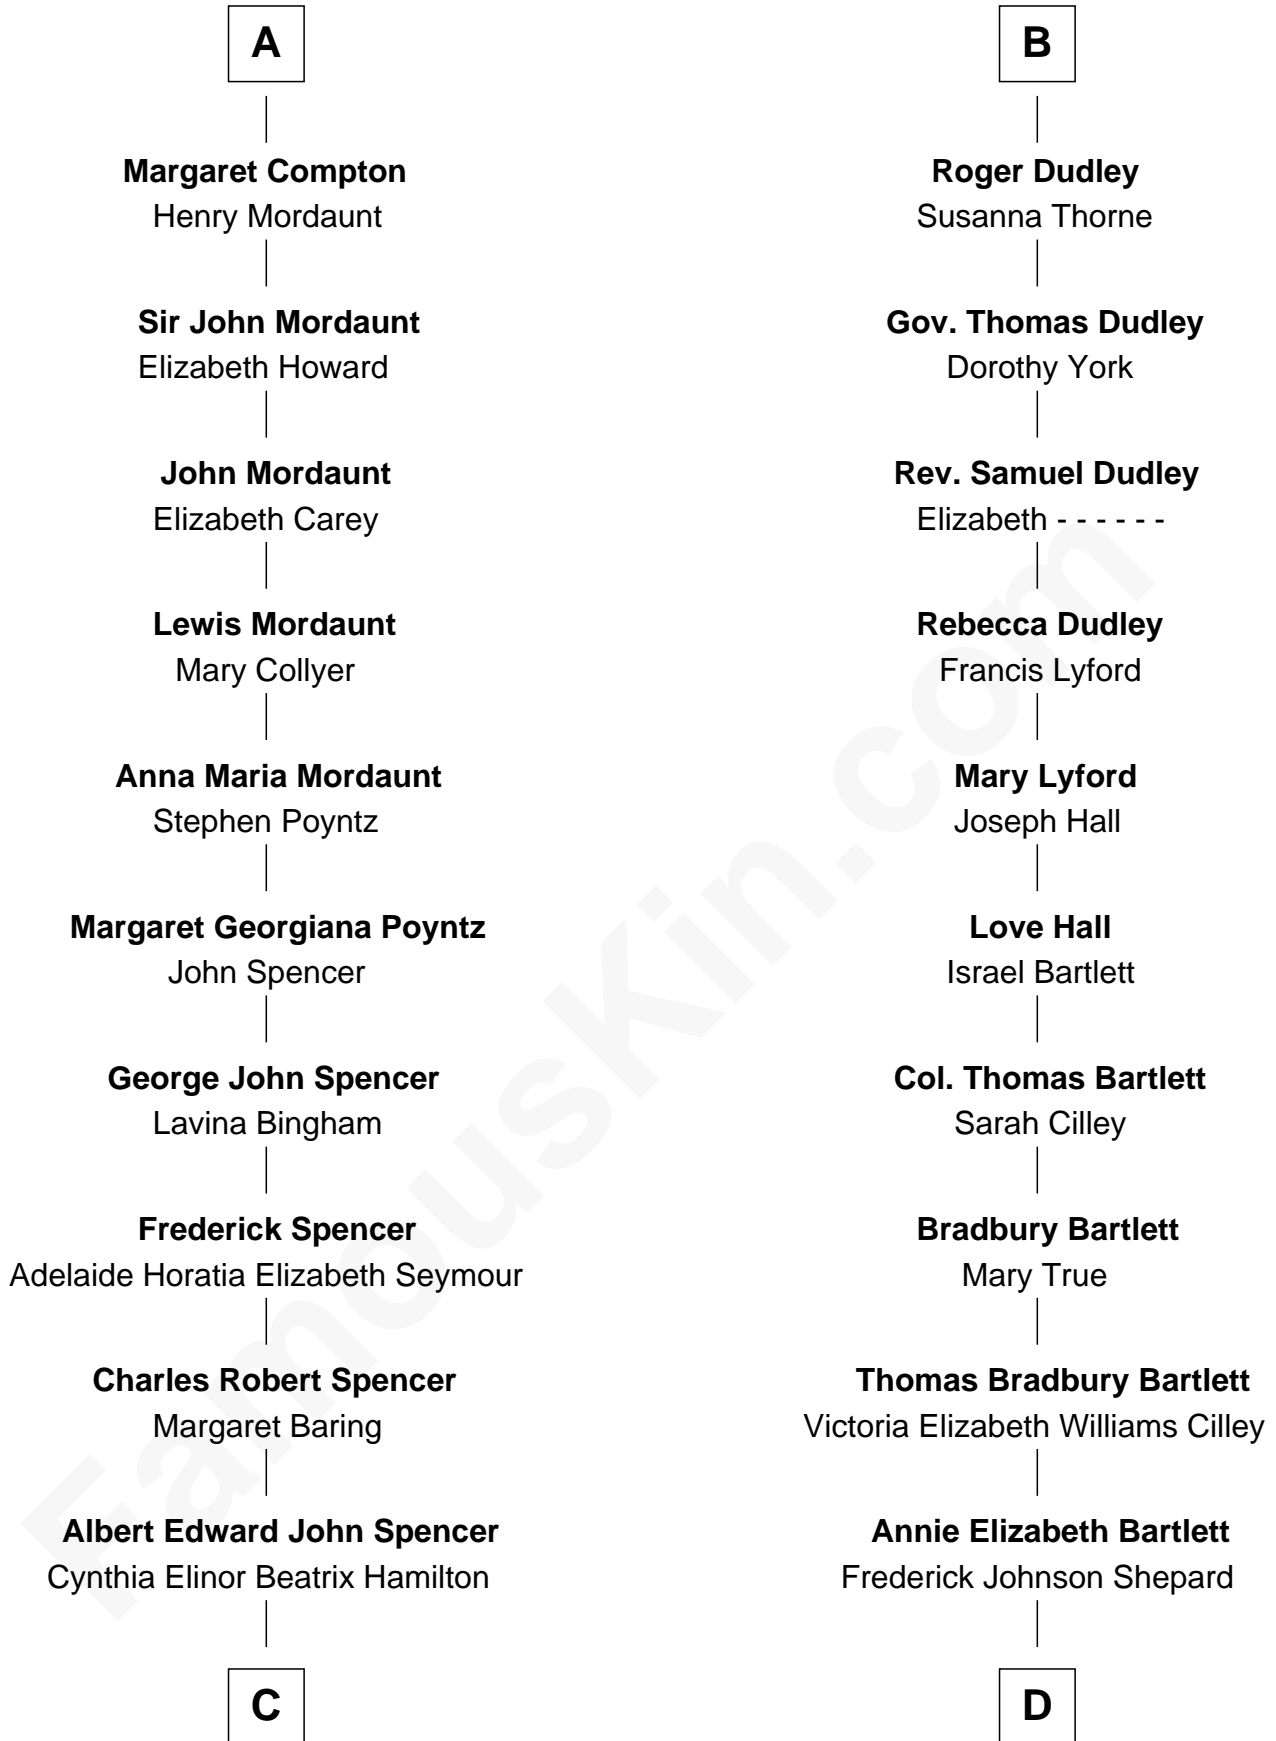 A
Margaret Compton
Henry Mordaunt
Sir John Mordaunt
Elizabeth Howard
John Mordaunt
Elizabeth Carey
Lewis Mordaunt
Mary Collyer
Anna Maria Mordaunt
Stephen Poyntz
Margaret Georgiana Poyntz
John Spencer
George John Spencer
Lavina Bingham
Frederick Spencer
Adelaide Horatia Elizabeth Seymour
Charles Robert Spencer
Margaret Baring
Albert Edward John Spencer
Cynthia Elinor Beatrix Hamilton
C
B
Roger Dudley
Susanna Thorne
Gov. Thomas Dudley
Dorothy York
Rev. Samuel Dudley
Elizabeth - - - - - -
Rebecca Dudley
Francis Lyford
Mary Lyford
Joseph Hall
Love Hall
Israel Bartlett
Col. Thomas Bartlett
Sarah Cilley
Bradbury Bartlett
Mary True
Thomas Bradbury Bartlett
Victoria Elizabeth Williams Cilley
Annie Elizabeth Bartlett
Frederick Johnson Shepard
D
FamousKin.com